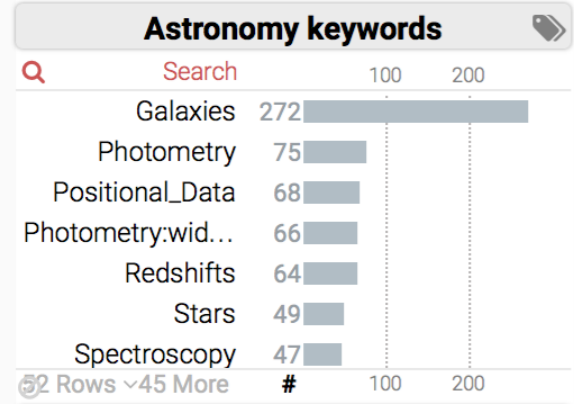 Astronomy keywords
Search 100 200
Galaxies 272
Photometry 75
Positional_Data 68
Photometry:wid...
66
Redshifts 64
Stars 49
Spectroscopy 47
52 Rows 45 More # 100 200